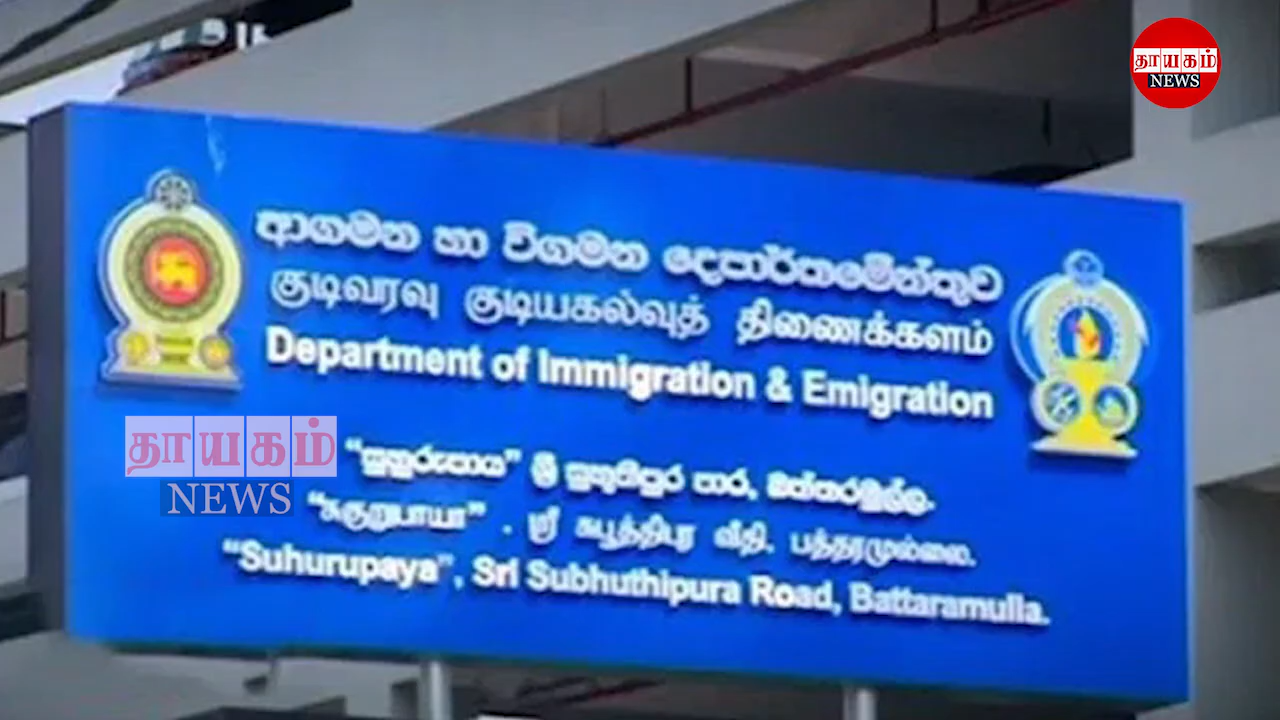 தாயகம்
NEWS
ආගමන හා විගමන දෙපාර්තමේන්තුව
குடிவரவு குடியகல்வுத் திணைக்களம்
Department of Immigration & Emigration
தாயகம்
NEWS
"සුහුරුපාය" ශ්‍රී සුභූතිපුර පාර, බත්තරමුල්ල.
"சுகுறுபாயா" . ஸ்ரீ சுபூத்திபுர வீதி. பத்தரமுல்லை.
"Suhurupaya", Sri Subhuthipura Road, Battaramulla.